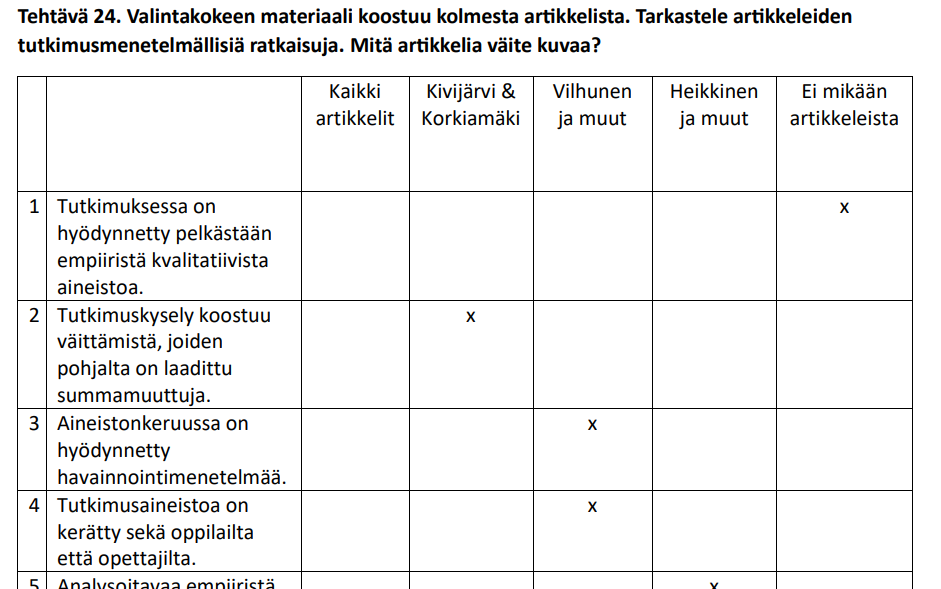 Tehtävä 24. Valintakokeen materiaali koostuu kolmesta artikkelista. Tarkastele artikkeleiden
tutkimusmenetelmällisiä ratkaisuja. Mitä artikkelia väite kuvaa?
Kaikki artikkelit
Kivijärvi & Korkiamäki
Vilhunen ja muut
Heikkinen ja muut
Ei mikään artikkeleista
1 Tutkimuksessa on x
hyödynnetty pelkästään
empiiristä kvalitatiivista
aineistoa.
2 Tutkimuskysely koostuu x
väittämistä, joiden
pohjalta on laadittu
summamuuttuja.
3 Aineistonkeruussa on x
hyödynnetty
havainnointimenetelmää.
4 Tutkimusaineistoa on x
kerätty sekä oppilailta
että opettajilta.
5 Analysoitavaa empiiristä x